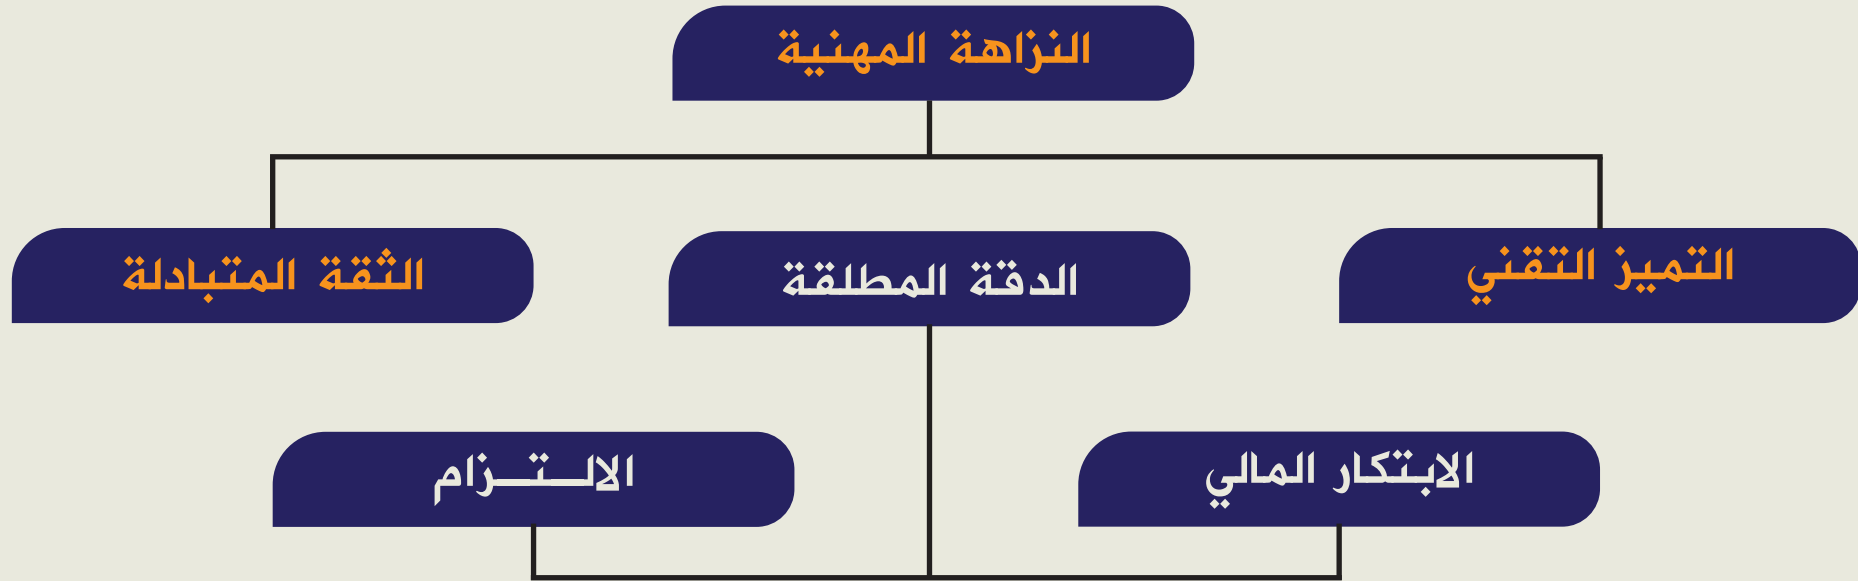 النزاهة المهنية
التميز التقني
الدقة المطلقة
الثقة المتبادلة
الابتكار المالي
الالـــتـــزام